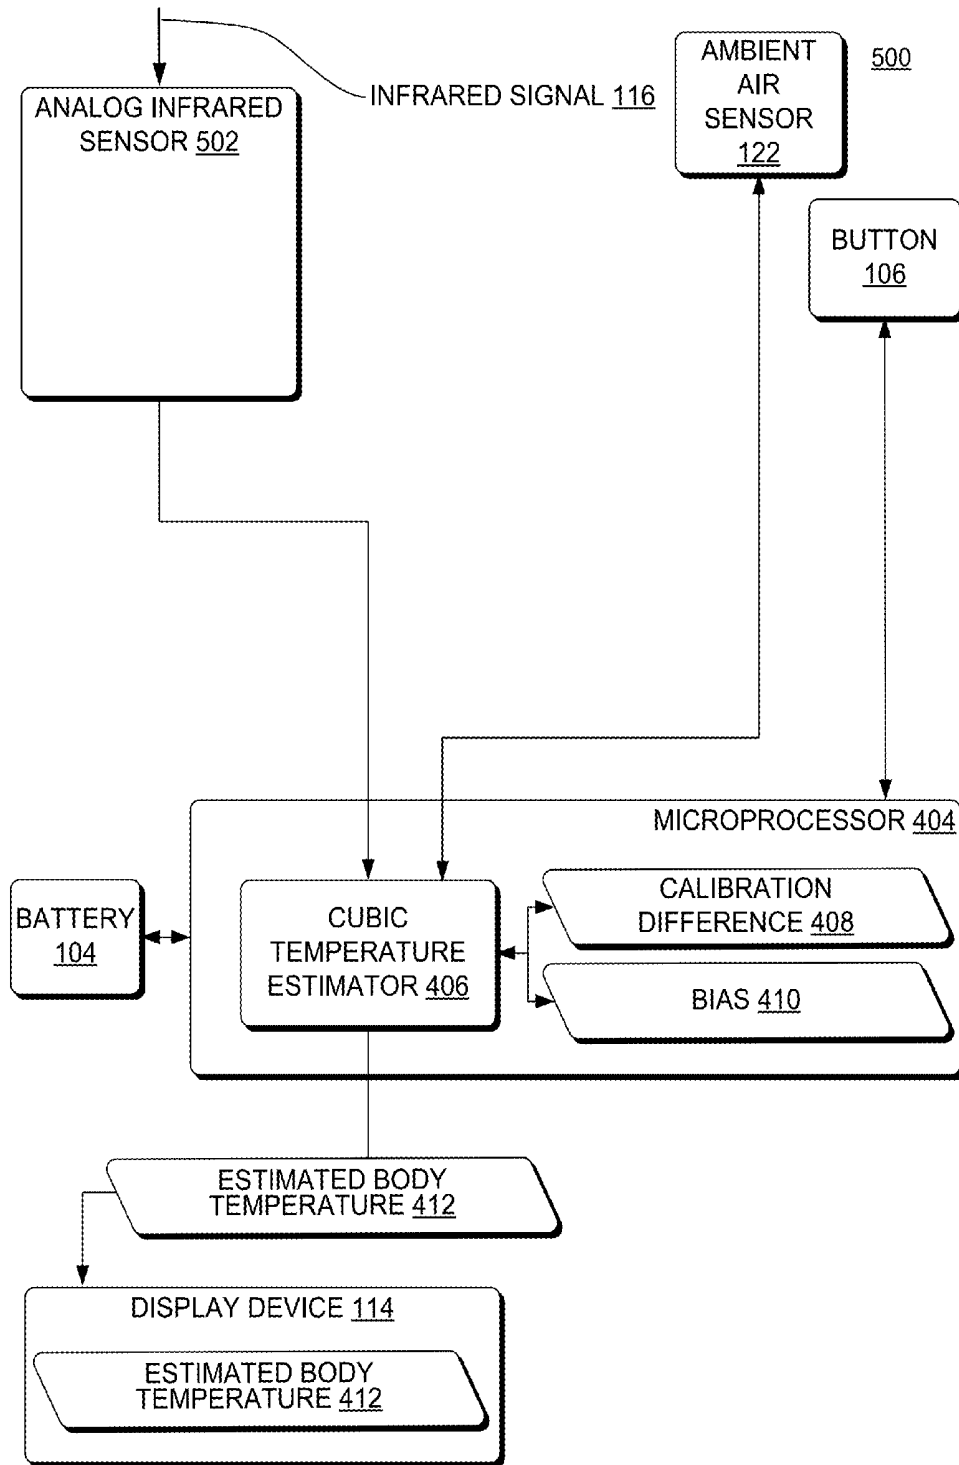 ANALOG INFRARED
SENSOR 502
INFRARED SIGNAL 116
AMBIENT
AIR
SENSOR
122
500
BUTTON
106
MICROPROCESSOR 404
BATTERY
104
CUBIC
TEMPERATURE
ESTIMATOR 406
CALIBRATION
DIFFERENCE 408
BIAS 410
ESTIMATED BODY
TEMPERATURE 412
DISPLAY DEVICE 114
ESTIMATED BODY
TEMPERATURE 412